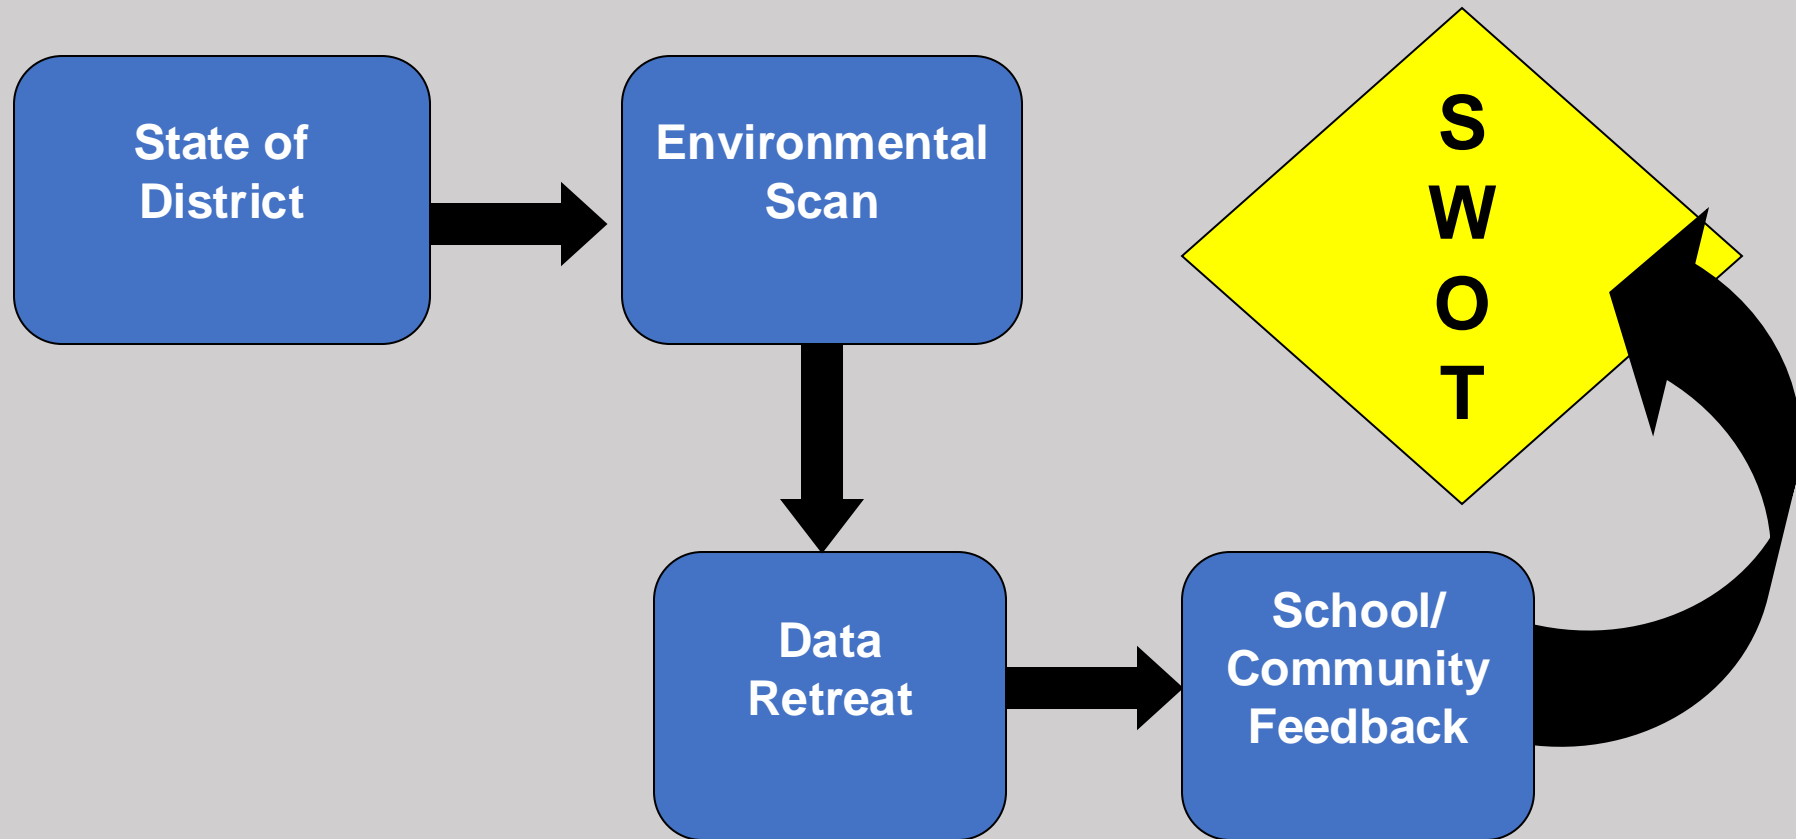 State of
District
Environmental
Scan
S
W
O
T
Data
Retreat
School/
Community
Feedback